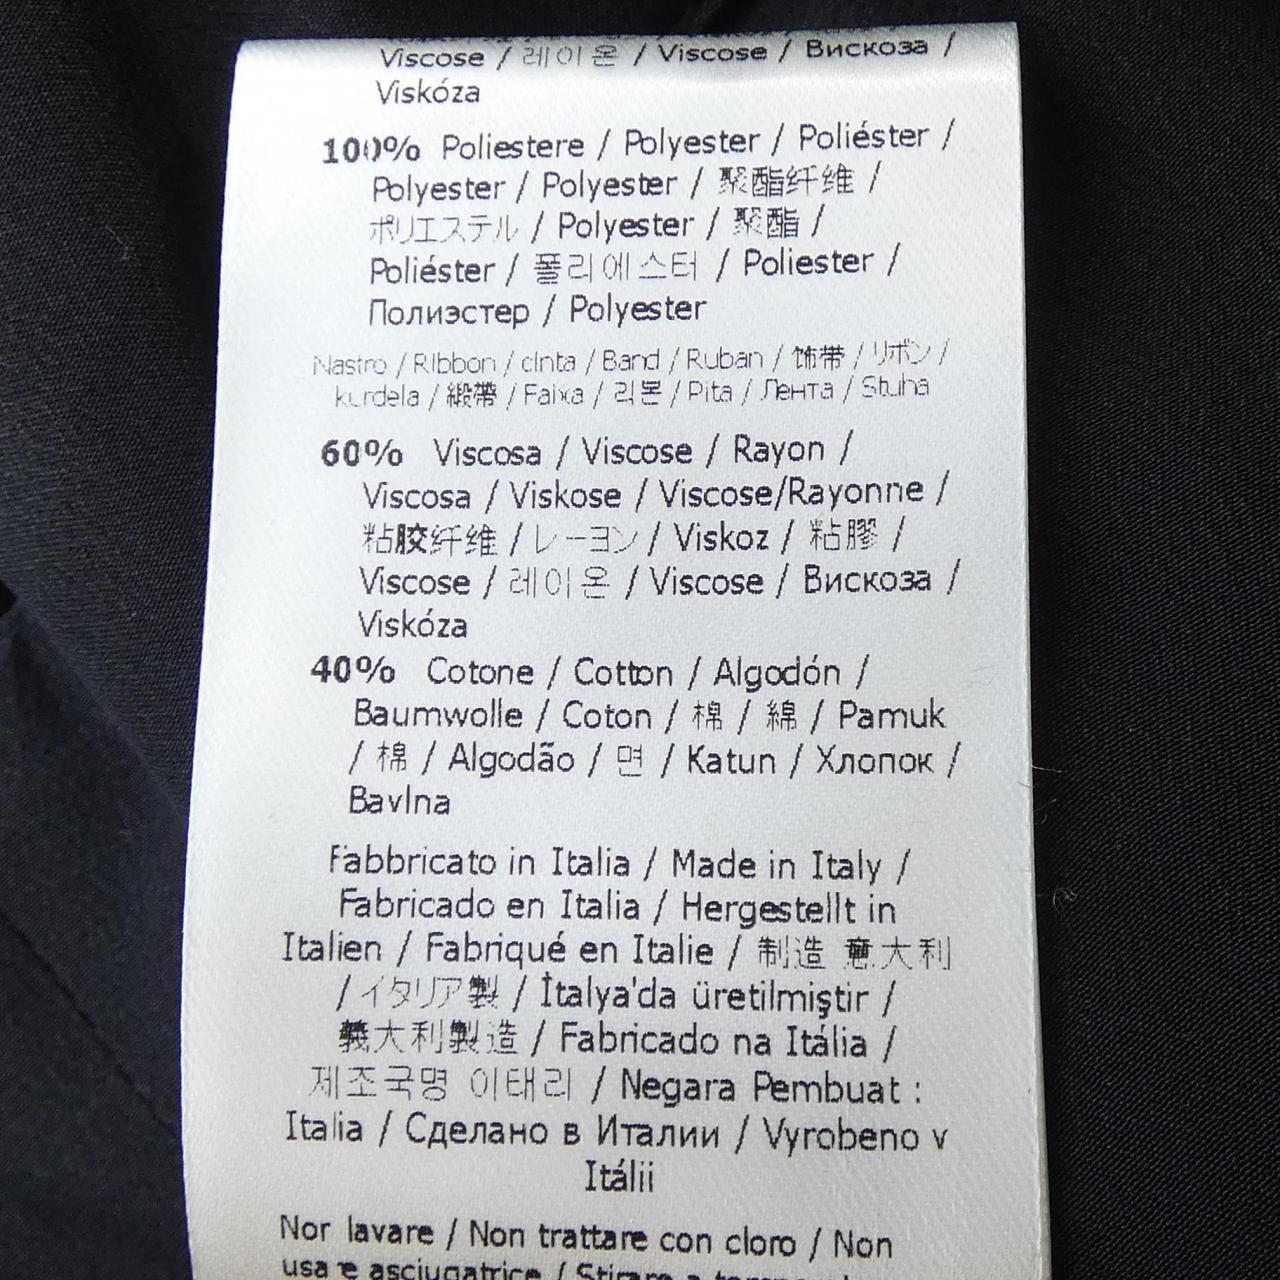 Viscose / 레이온 / Viscose / Вискоза /
Viskóza
100% Poliestere / Polyester / Poliéster /
Polyester / Polyester / 聚酯纤维 /
ポリエステル / Polyester / 聚酯 /
Poliéster / 폴리에스터 / Poliester /
Полиэстер / Polyester
Nastro / Ribbon / cinta / Band / Ruban / 饰带 / リボン /
kurdela / 緞帶 / Faixa / 리본 / Pita / Лента / Stuha
60% Viscosa / Viscose / Rayon /
Viscosa / Viskose / Viscose/Rayonne /
粘胶纤维 / レーヨン / Viskoz / 粘膠 /
Viscose / 레이온 / Viscose / Вискоза /
Viskóza
40% Cotone / Cotton / Algodón /
Baumwolle / Coton / 棉 / 綿 / Pamuk
/ 棉 / Algodão / 면 / Katun / Хлопок /
Bavlna
Fabbricato in Italia / Made in Italy /
Fabricado en Italia / Hergestellt in
Italien / Fabriqué en Italie / 制造 意大利
/ イタリア製 / İtalya'da üretilmiştir /
義大利製造 / Fabricado na Itália /
제조국명 이태리 / Negara Pembuat :
Italia / Сделано в Италии / Vyrobeno v
Itálii
Nor lavare / Non trattare con cloro / Non
usare asciugatrice / Stirare a